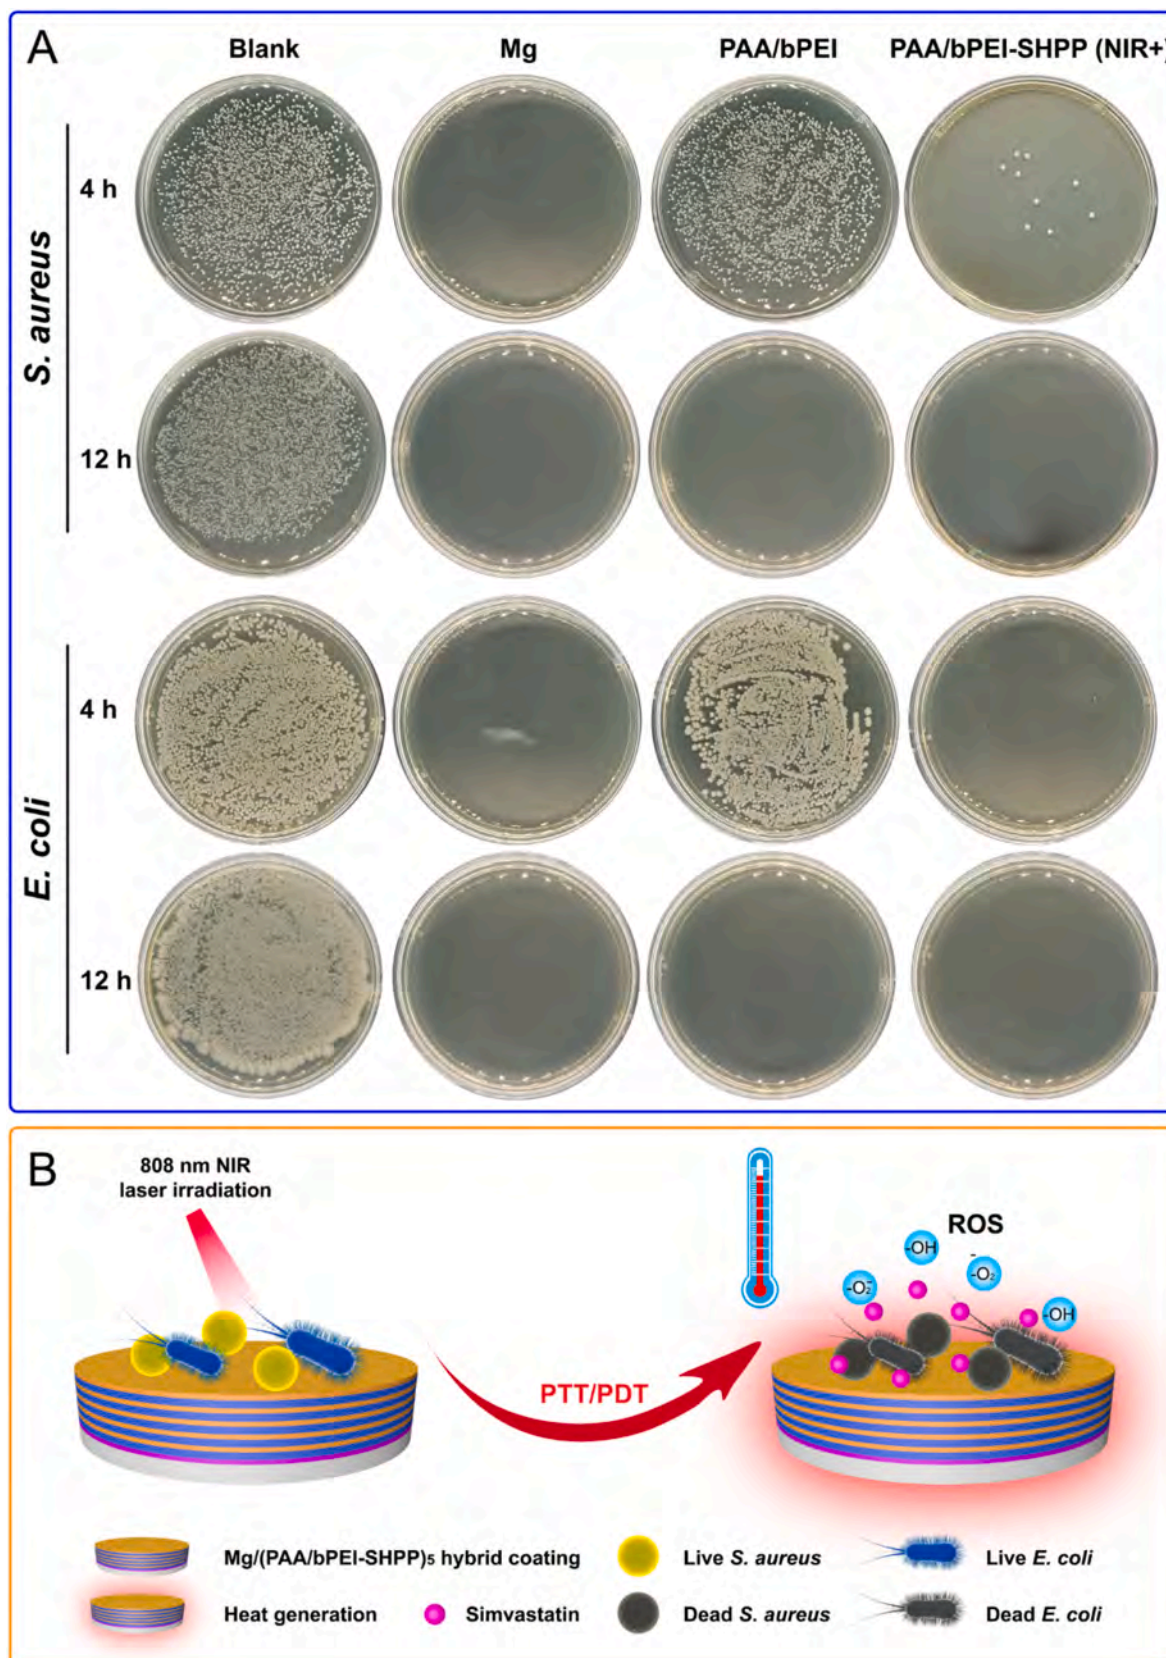 A
Blank Mg PAA/bPEI PAA/bPEI-SHPP (NIR+)
S. aureus
4 h
12 h
E. coli
4 h
12 h
B
808 nm NIR
laser irradiation
ROS
-OH
-O₂⁻
-O₂⁻
-OH
PTT/PDT
Mg/(PAA/bPEI-SHPP)₅ hybrid coating
Live S. aureus
Live E. coli
Heat generation
Simvastatin
Dead S. aureus
Dead E. coli